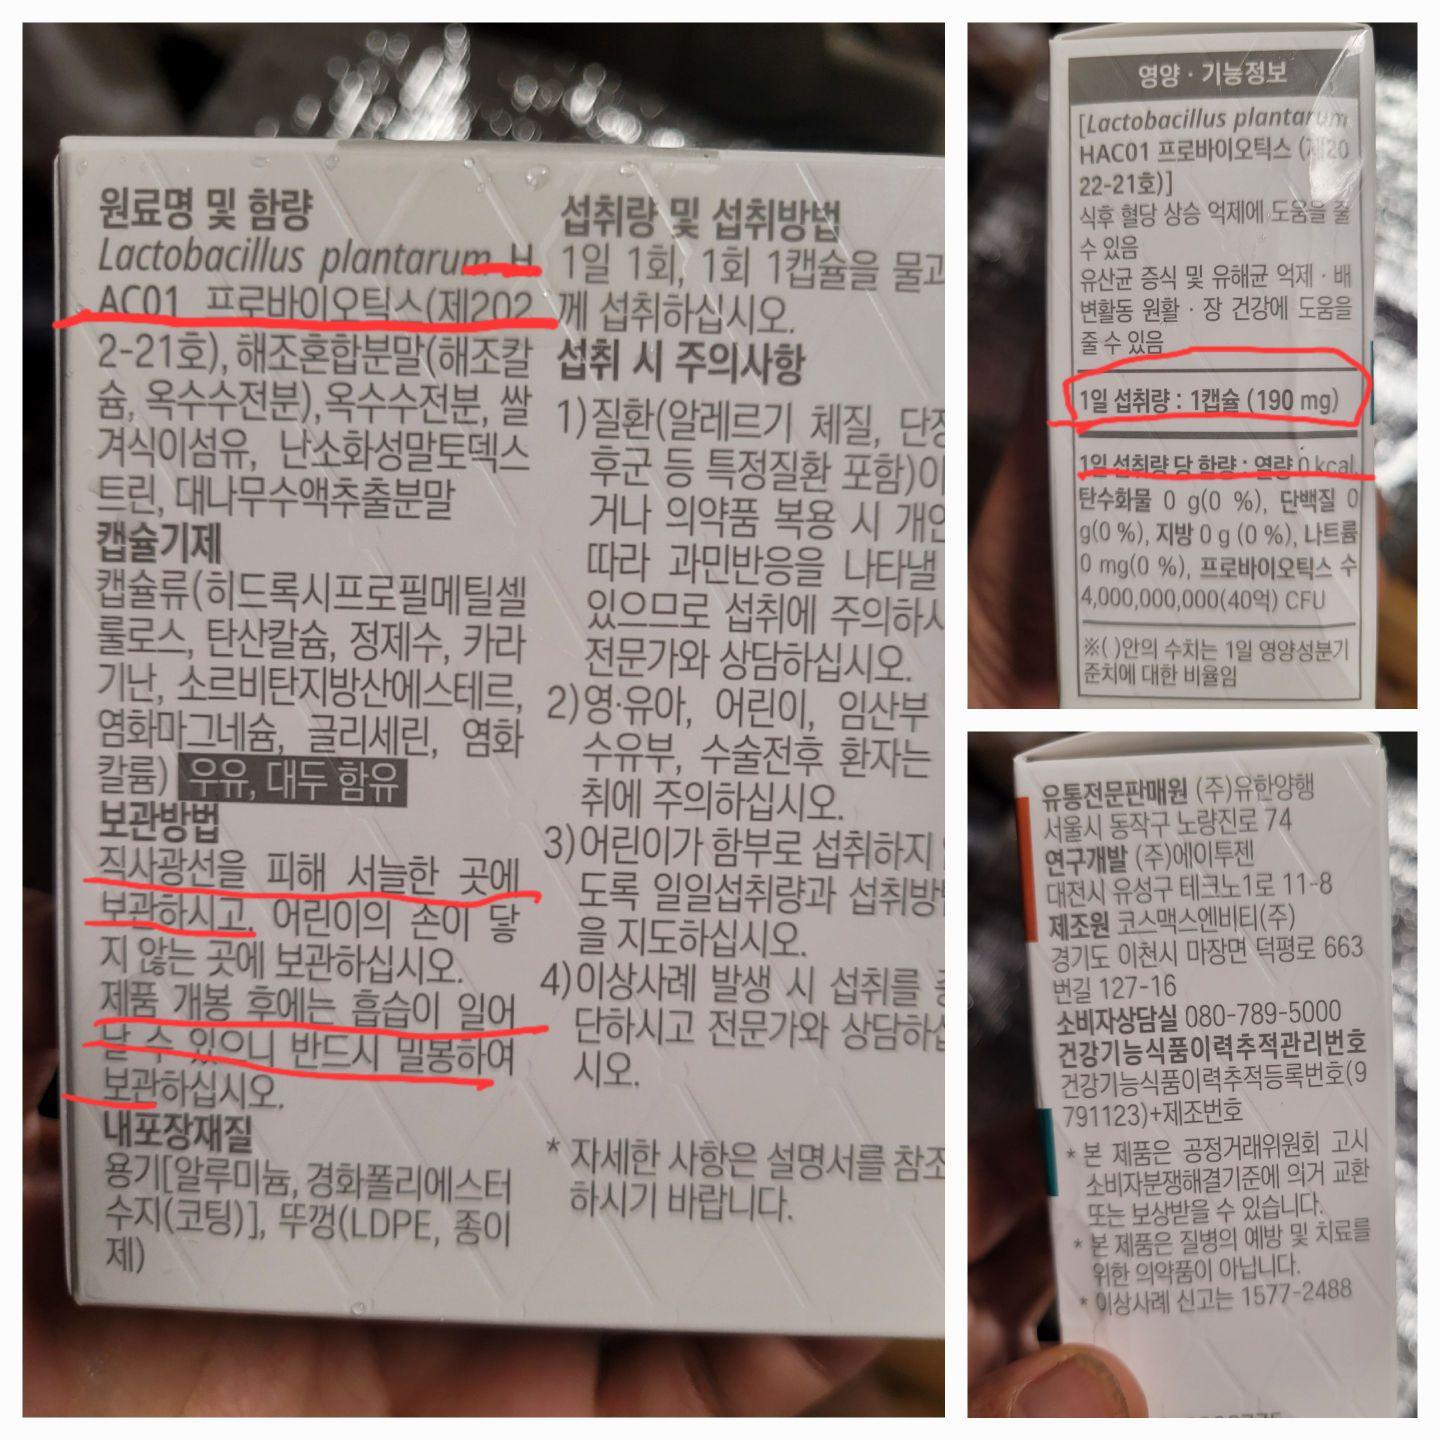 원료명 및 함량
Lactobacillus plantarum H
AC01 프로바이오틱스(제202
2-21호), 해조혼합분말(해조칼
슘, 옥수수전분), 옥수수전분, 쌀
겨식이섬유, 난소화성말토덱스
트린, 대나무수액추출분말
캡슐기제
캡슐류(히드록시프로필메틸셀
룰로스, 탄산칼슘, 정제수, 카라
기난, 소르비탄지방산에스테르,
염화마그네슘, 글리세린, 염화
칼륨) 우유, 대두 함유
보관방법
직사광선을 피해 서늘한 곳에
보관하시고, 어린이의 손이 닿
지 않는 곳에 보관하십시오.
제품 개봉 후에는 흡습이 일어
날 수 있으니 반드시 밀봉하여
보관하십시오.
내포장재질
용기[알루미늄, 경화폴리에스터
수지(코팅)], 뚜껑(LDPE, 종이
제)
섭취량 및 섭취방법
1일 1회, 1회 1캡슐을 물과
께 섭취하십시오.
섭취 시 주의사항
1)질환(알레르기 체질, 단장
후군 등 특정질환 포함)이
거나 의약품 복용 시 개인
따라 과민반응을 나타낼
있으므로 섭취에 주의하시
전문가와 상담하십시오.
2)영·유아, 어린이, 임산부
수유부, 수술전후 환자는
취에 주의하십시오.
3)어린이가 함부로 섭취하지
도록 일일섭취량과 섭취방법
을 지도하십시오.
4)이상사례 발생 시 섭취를 중
단하시고 전문가와 상담하십
시오.
* 자세한 사항은 설명서를 참조
하시기 바랍니다.
영양·기능정보
[Lactobacillus plantarum
HAC01 프로바이오틱스 (제20
22-21호)]
식후 혈당 상승 억제에 도움을 줄
수 있음
유산균 증식 및 유해균 억제·배
변활동 원활·장 건강에 도움을
줄 수 있음
1일 섭취량 : 1캡슐 (190 mg)
1일 섭취량 당 함량 : 열량 0 kcal,
탄수화물 0 g(0 %), 단백질 0
g(0 %), 지방 0 g (0 %), 나트륨
0 mg(0 %), 프로바이오틱스 수
4,000,000,000(40억) CFU
※( )안의 수치는 1일 영양성분기
준치에 대한 비율임
유통전문판매원 (주)유한양행
서울시 동작구 노량진로 74
연구개발 (주)에이투젠
대전시 유성구 테크노1로 11-8
제조원 코스맥스엔비티(주)
경기도 이천시 마장면 덕평로 663
번길 127-16
소비자상담실 080-789-5000
건강기능식품이력추적관리번호
건강기능식품이력추적등록번호(9
791123)+제조번호
* 본 제품은 공정거래위원회 고시
소비자분쟁해결기준에 의거 교환
또는 보상받을 수 있습니다.
* 본 제품은 질병의 예방 및 치료를
위한 의약품이 아닙니다.
* 이상사례 신고는 1577-2488